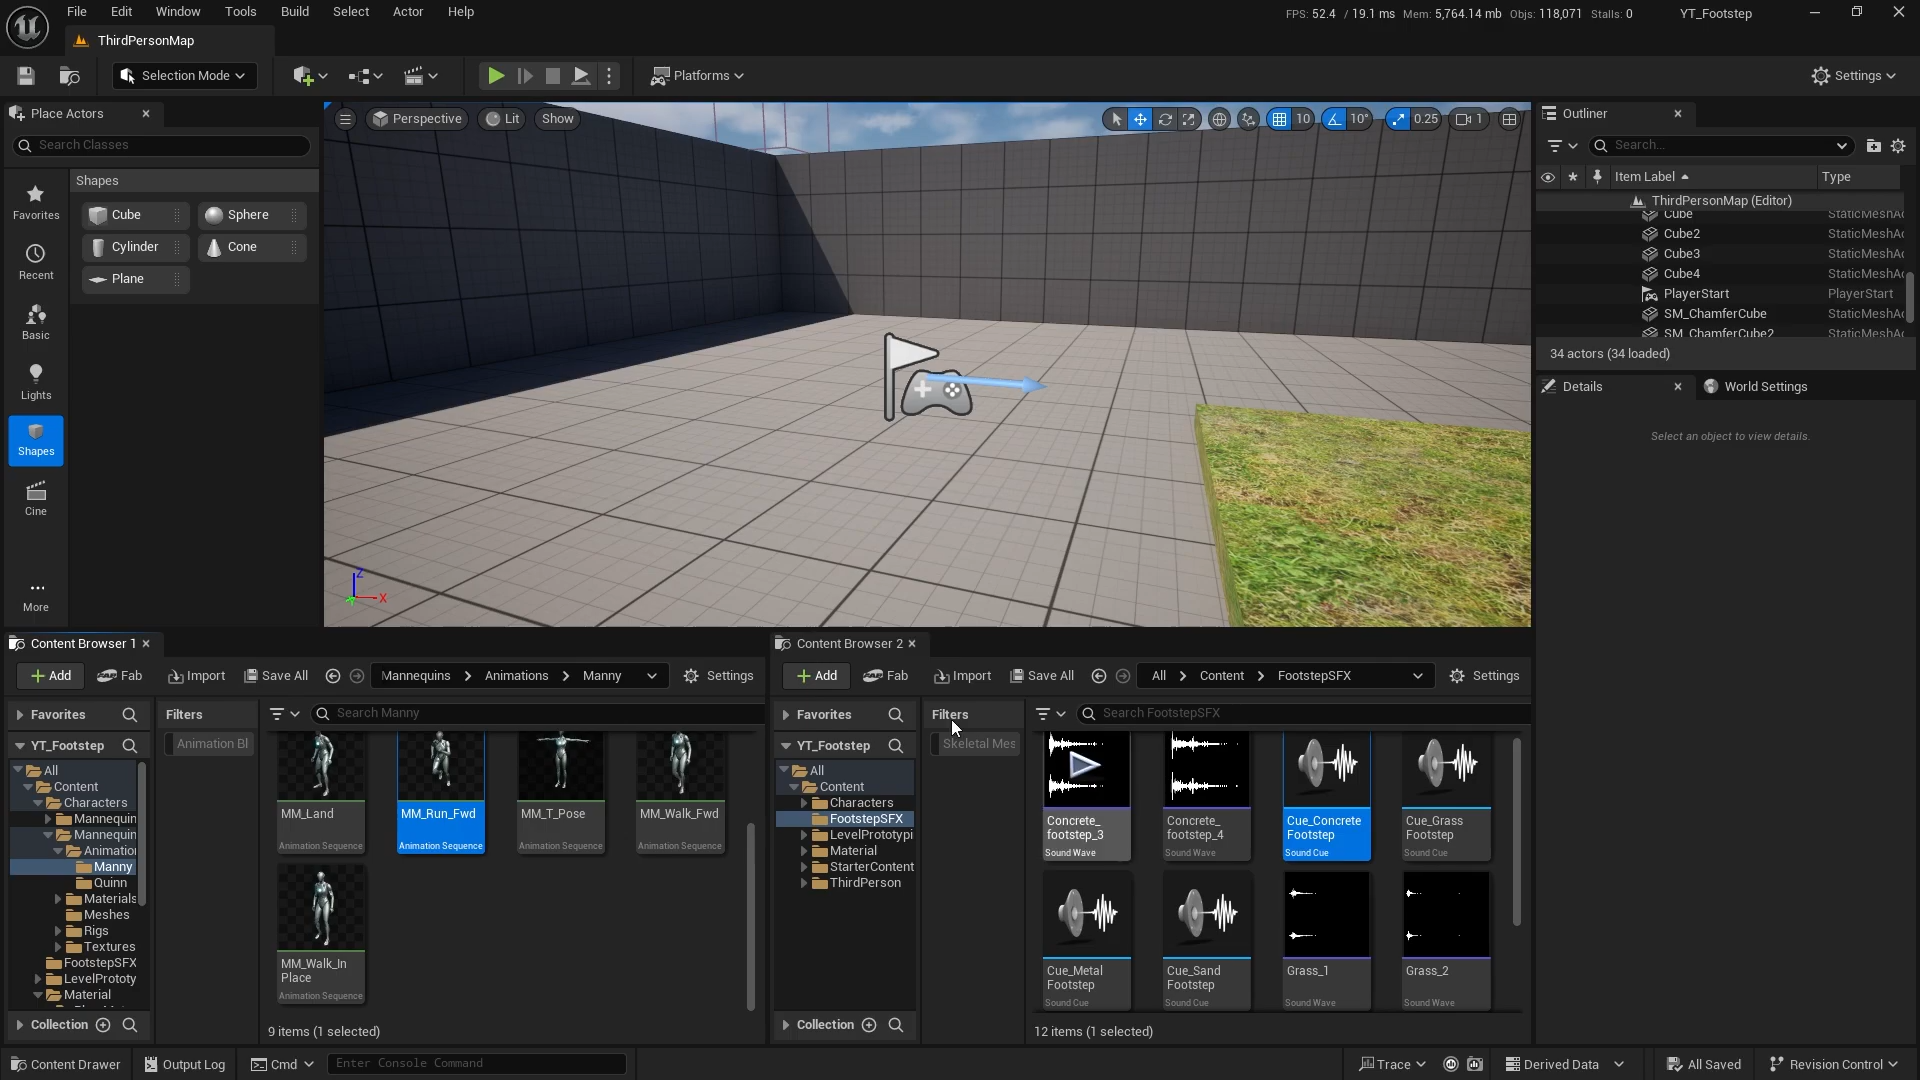 File Edit Window Tools Build Select Actor Help
FPS: 52.4 / 19.1 ms Mem: 5,764.14 mb Objs: 118,071 Stalls: 0 YT_Footstep
ThirdPersonMap
Selection Mode
Platforms
Settings
Place Actors
Search Classes
Shapes
Favorites
Cube
Sphere
Cylinder
Cone
Plane
Recent
Basic
Lights
Shapes
Cine
More
Perspective
Lit
Show
10
10°
0.25
1
Z
X
Outliner
Search...
Item Label
Type
ThirdPersonMap (Editor)
Cube StaticMeshAc
Cube2 StaticMeshAc
Cube3 StaticMeshAc
Cube4 StaticMeshAc
PlayerStart PlayerStart
SM_ChamferCube StaticMeshAc
SM_ChamferCube2 StaticMeshAc
34 actors (34 loaded)
Details
World Settings
Select an object to view details.
Content Browser 1
Add Fab Import Save All
Mannequins Animations Manny
Settings
Favorites
Filters
Search Manny
YT_Footstep
Animation Bl
All
Content
Characters
Mannequin
Mannequin
Animation
Manny
Quinn
Materials
Meshes
Rigs
Textures
FootstepSFX
LevelPrototy
Material
Collection
MM_Land
Animation Sequence
MM_Run_Fwd
Animation Sequence
MM_T_Pose
Animation Sequence
MM_Walk_Fwd
Animation Sequence
MM_Walk_In
Place
Animation Sequence
9 items (1 selected)
Content Browser 2
Add Fab Import Save All
All Content FootstepSFX
Settings
Favorites
Filters
Search FootstepSFX
YT_Footstep
Skeletal Mes
All
Content
Characters
FootstepSFX
LevelPrototypi
Material
StarterContent
ThirdPerson
Collection
Concrete_
footstep_3
Sound Wave
Concrete_
footstep_4
Sound Wave
Cue_Concrete
Footstep
Sound Cue
Cue_Grass
Footstep
Sound Cue
Cue_Metal
Footstep
Sound Cue
Cue_Sand
Footstep
Sound Cue
Grass_1
Sound Wave
Grass_2
Sound Wave
12 items (1 selected)
Content Drawer
Output Log
Cmd
Enter Console Command
Trace
Derived Data
All Saved
Revision Control